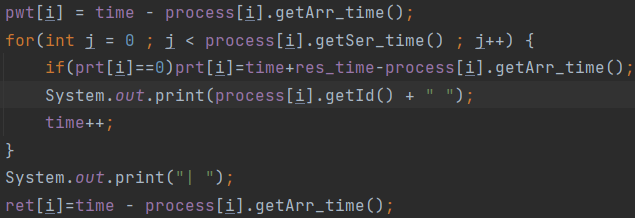 pwt[i] = time - process[i].getArr_time();
for(int j = 0 ; j < process[i].getSer_time() ; j++) {
    if(prt[i]==0)prt[i]=time+res_time-process[i].getArr_time();
    System.out.print(process[i].getId() + " ");
    time++;
}
System.out.print("| ");
ret[i]=time - process[i].getArr_time();